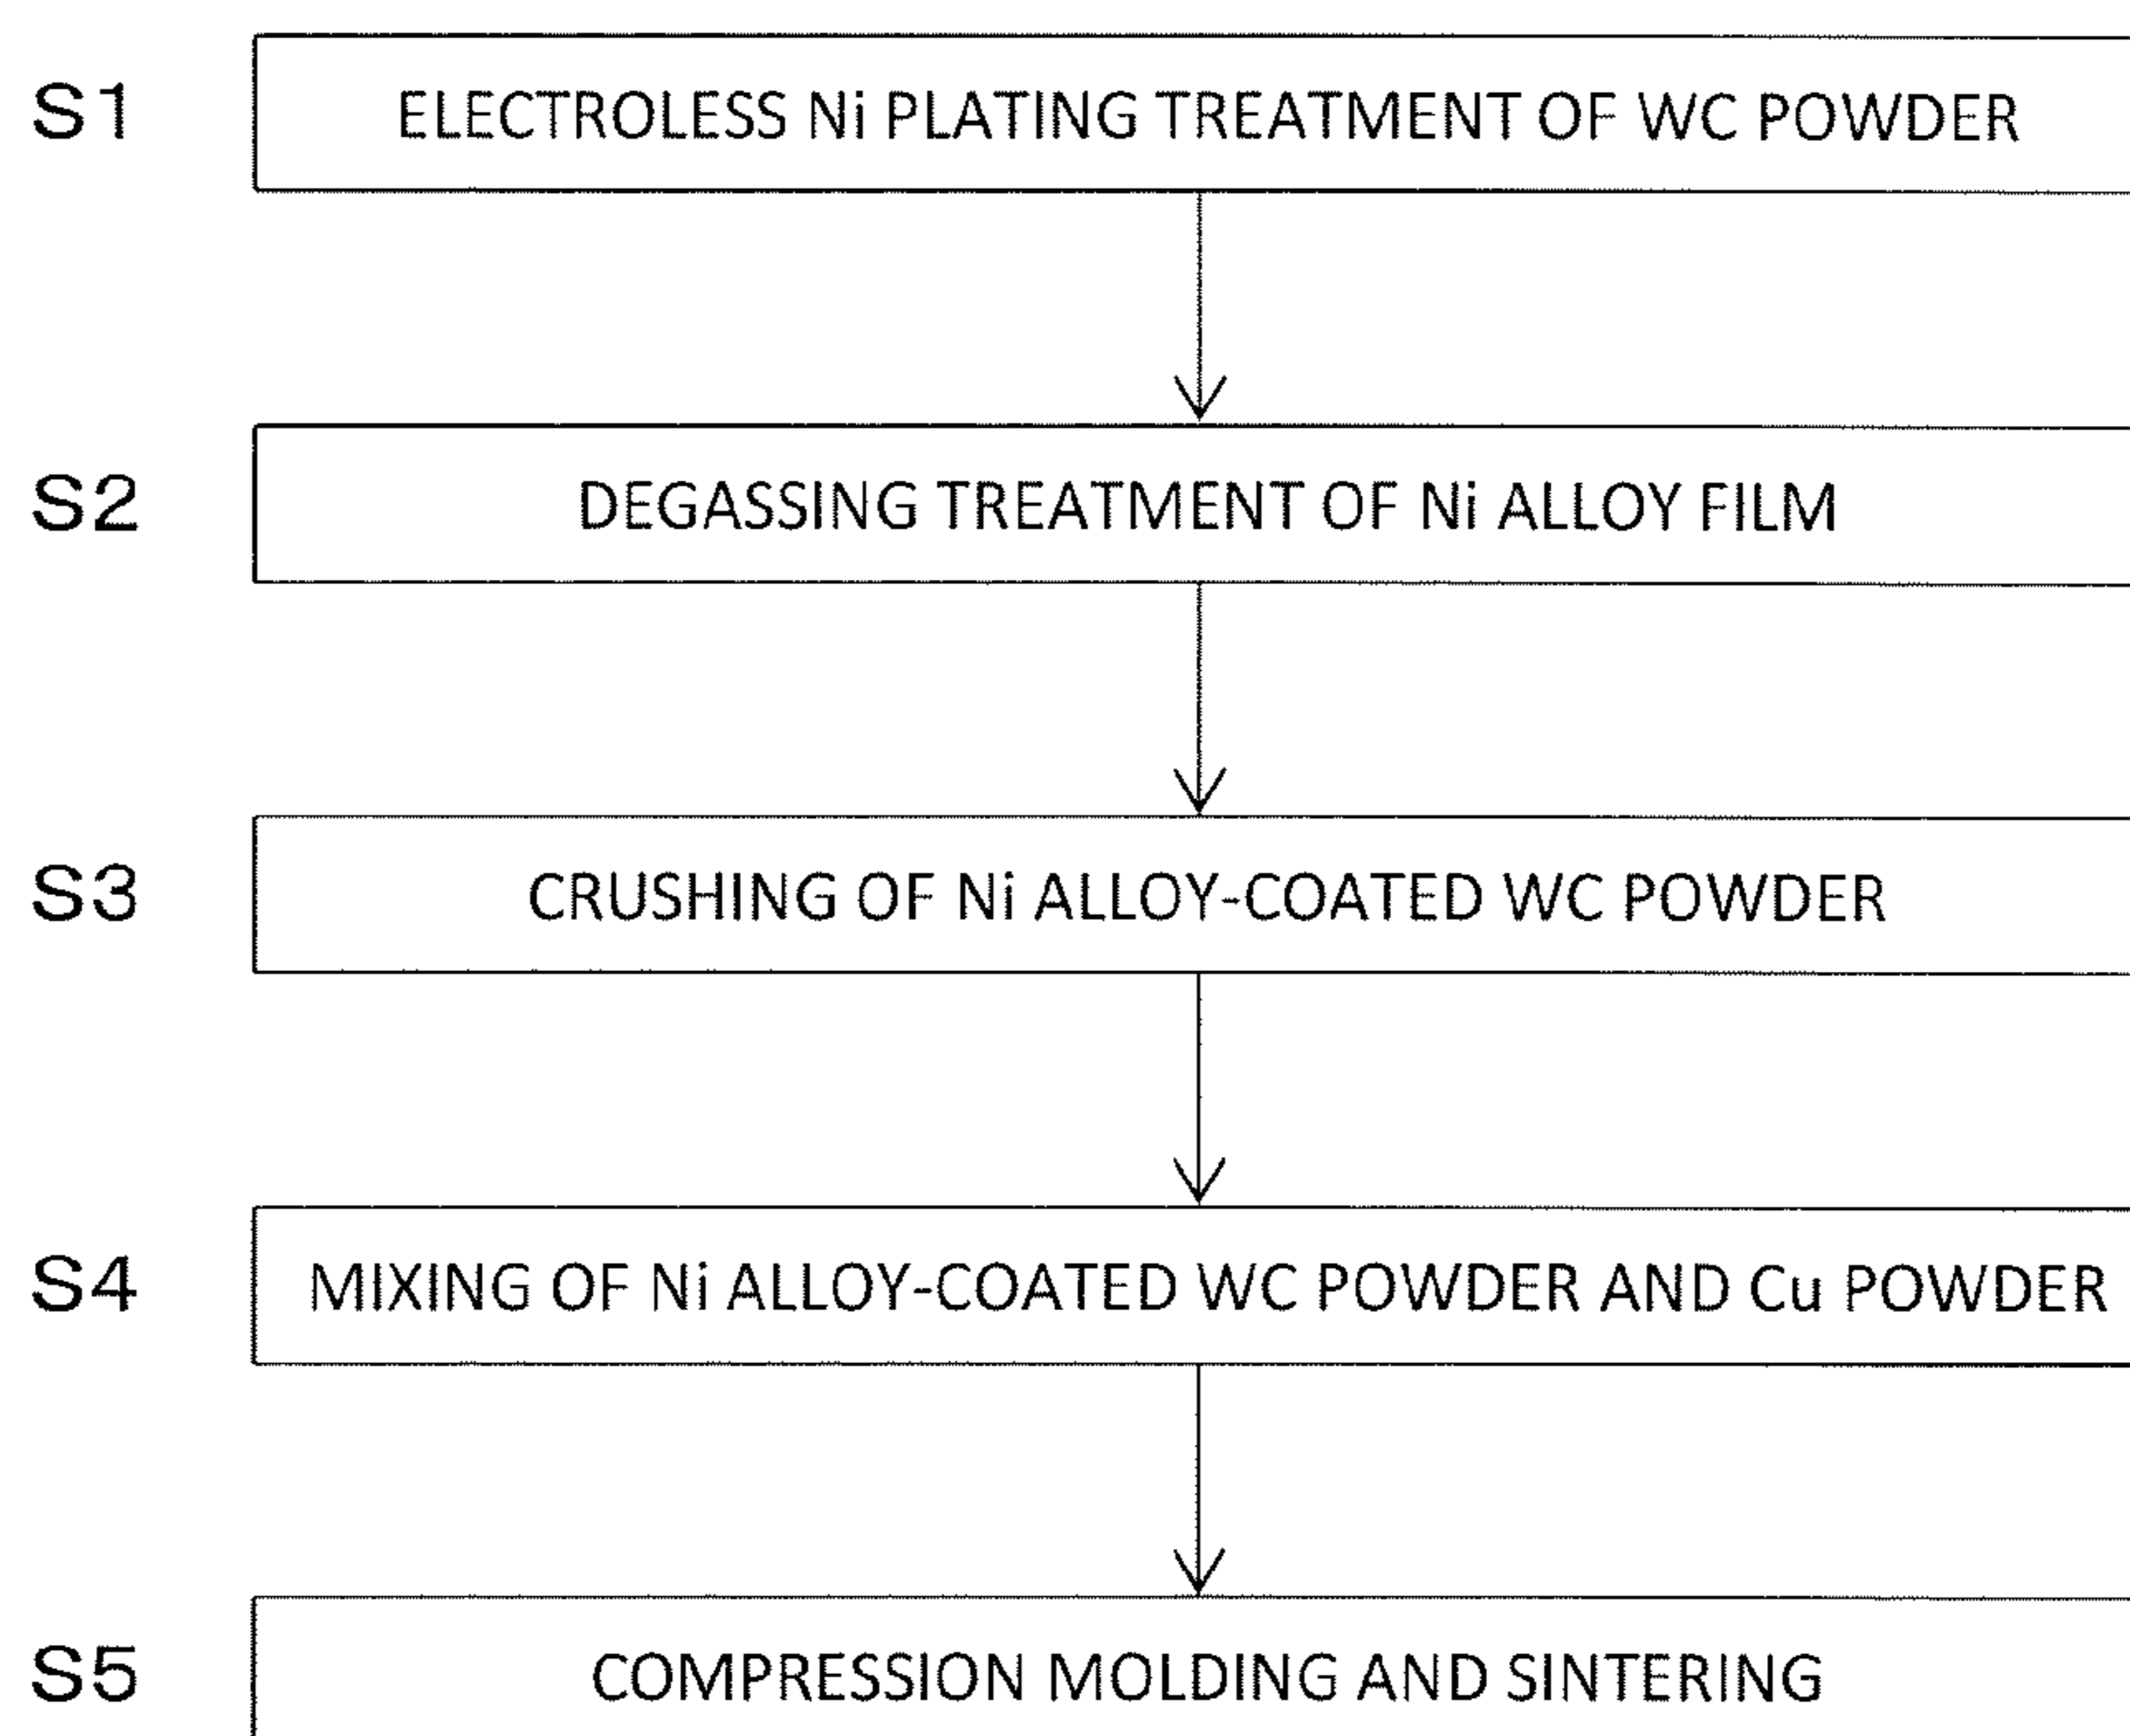 S1 ELECTROLESS Ni PLATING TREATMENT OF WC POWDER
S2 DEGASSING TREATMENT OF Ni ALLOY FILM
S3 CRUSHING OF Ni ALLOY-COATED WC POWDER
S4 MIXING OF Ni ALLOY-COATED WC POWDER AND Cu POWDER
S5 COMPRESSION MOLDING AND SINTERING